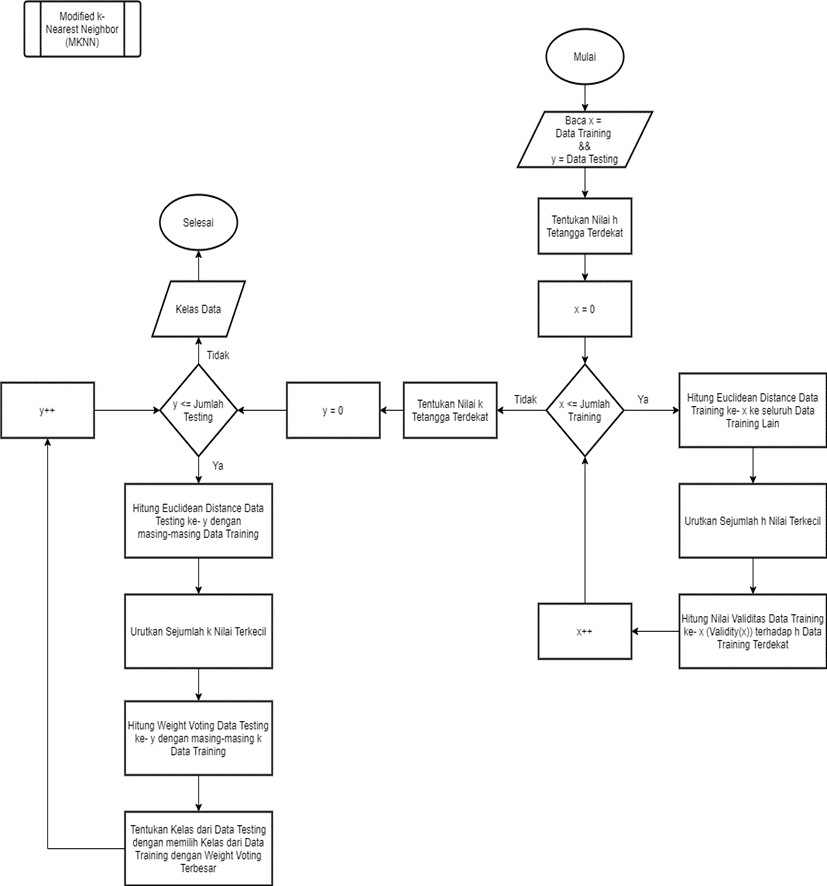 Modified k-
Nearest Neighbor
(MKNN)
Mulai
Baca x =
Data Training
&&
y = Data Testing
Tentukan Nilai h
Tetangga Terdekat
x = 0
x <= Jumlah
Training
Ya
Hitung Euclidean Distance Data
Training ke- x ke seluruh Data
Training Lain
Urutkan Sejumlah h Nilai Terkecil
Hitung Nilai Validitas Data Training
ke- x (Validity(x)) terhadap h Data
Training Terdekat
x++
Tidak
Tentukan Nilai k
Tetangga Terdekat
y = 0
y <= Jumlah
Testing
Ya
Hitung Euclidean Distance Data
Testing ke- y dengan
masing-masing Data Training
Urutkan Sejumlah k Nilai Terkecil
Hitung Weight Voting Data Testing
ke- y dengan masing-masing k
Data Training
Tentukan Kelas dari Data Testing
dengan memilih Kelas dari Data
Training dengan Weight Voting
Terbesar
y++
Tidak
Kelas Data
Selesai